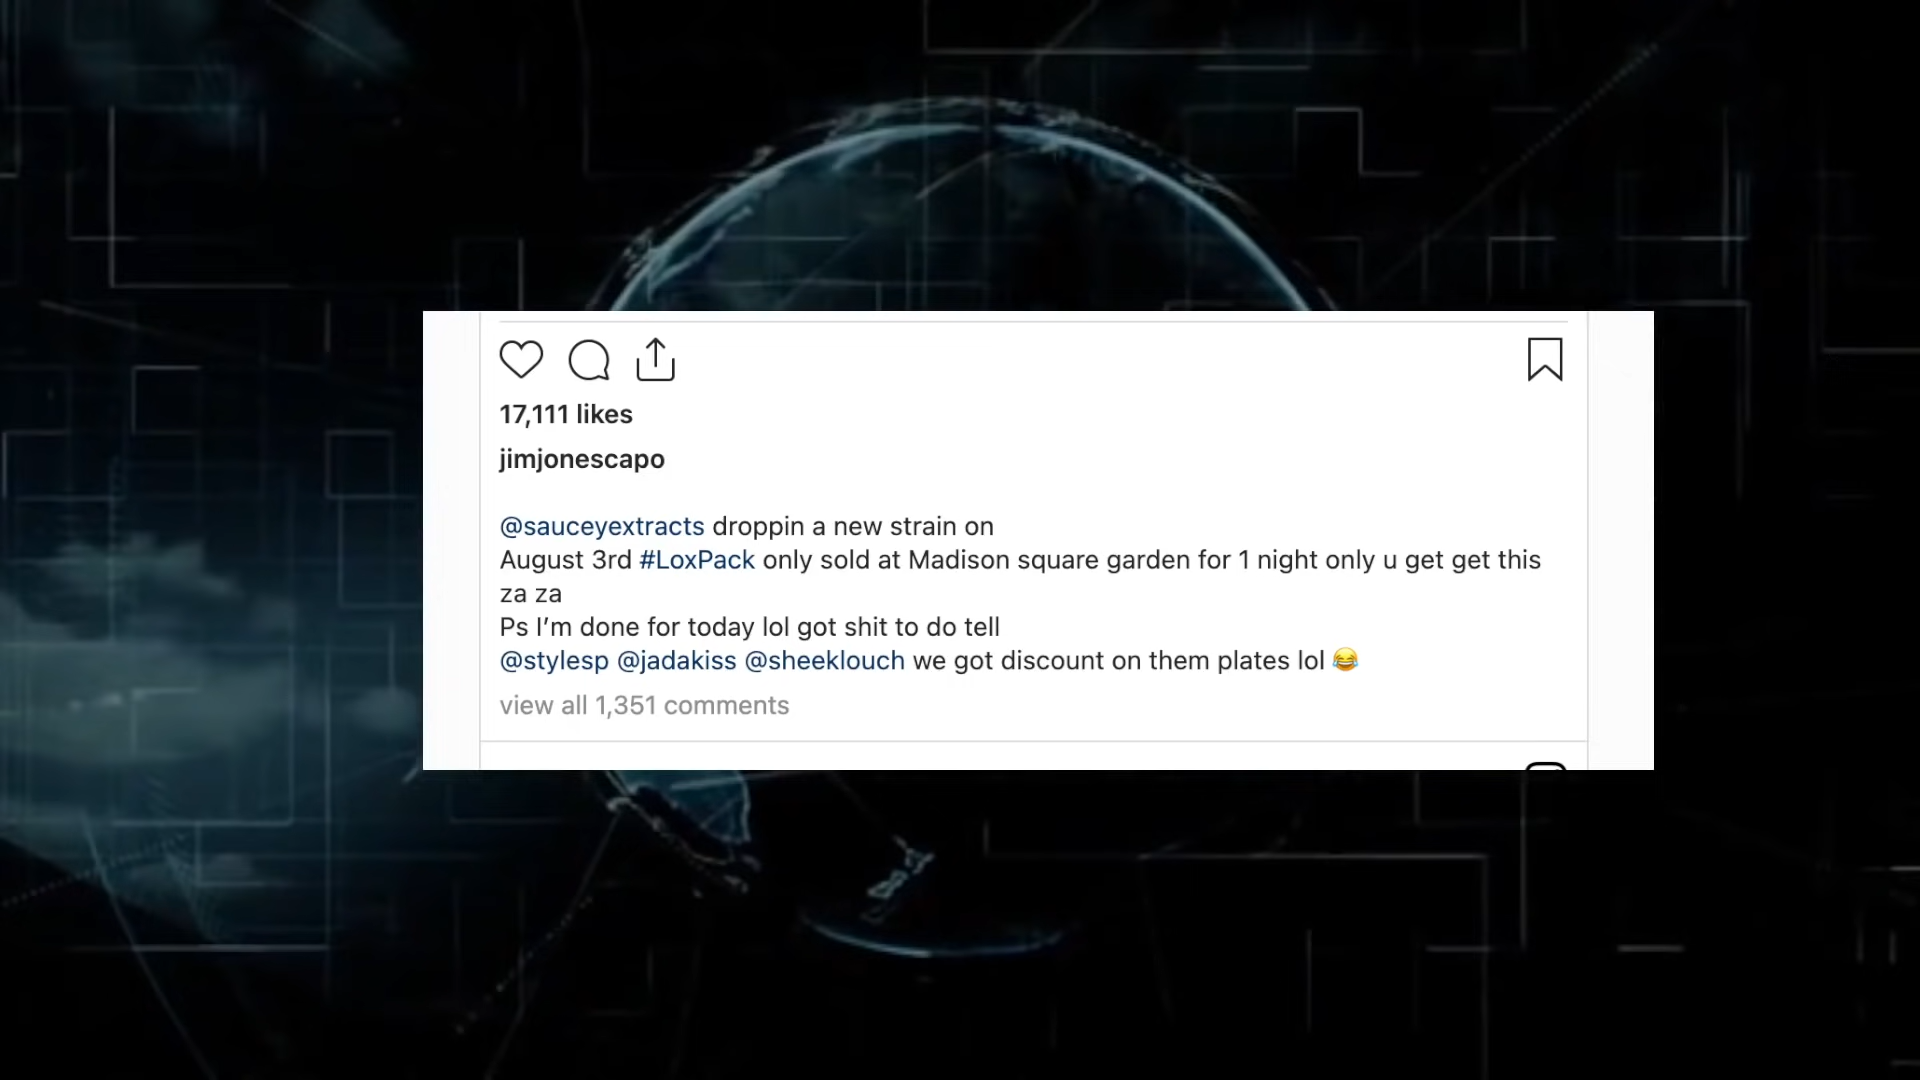 17,111 likes
jimjonescapo
@sauceyextracts droppin a new strain on
August 3rd #LoxPack only sold at Madison square garden for 1 night only u get get this
za za
Ps I’m done for today lol got shit to do tell
@stylesp @jadakiss @sheeklouch we got discount on them plates lol 😂
view all 1,351 comments